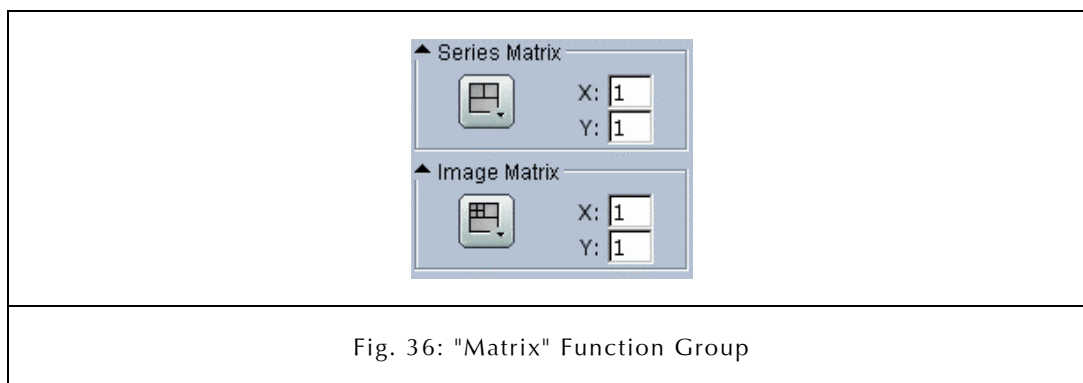 Series Matrix
X: 1
Y: 1
Image Matrix
X: 1
Y: 1
Fig. 36: "Matrix" Function Group